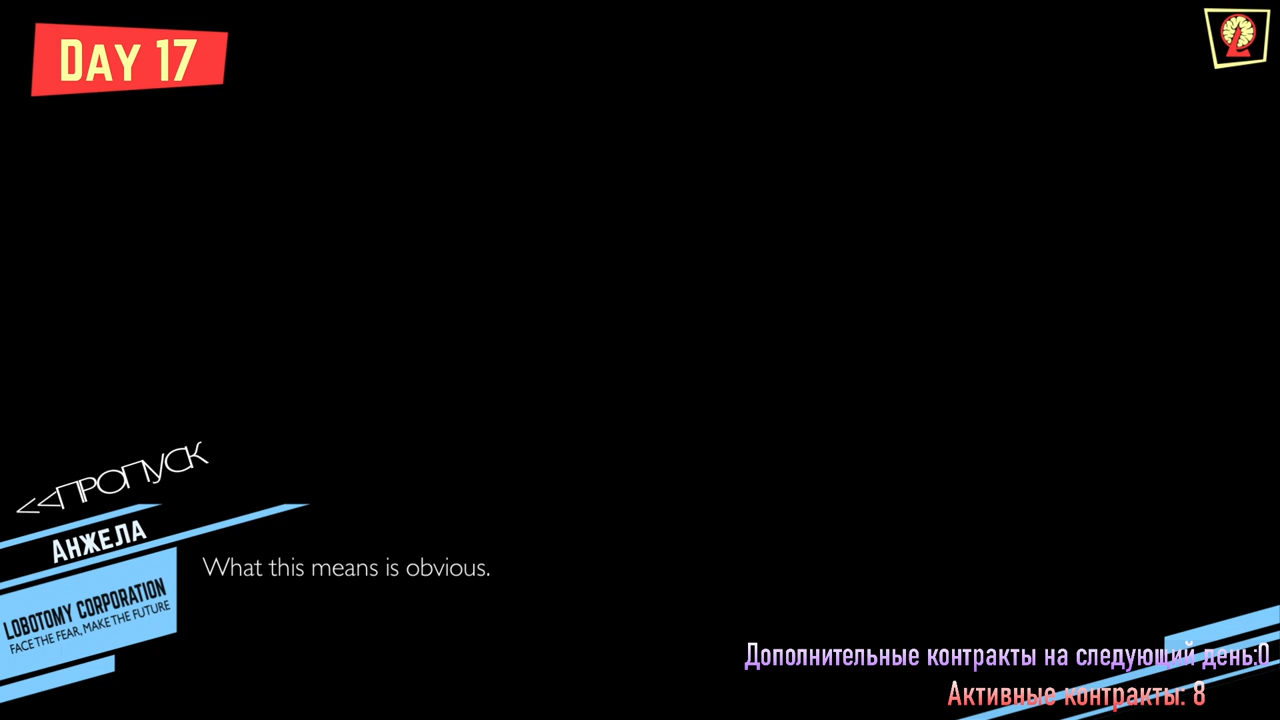 DAY 17
<<ПРОПУСК
АНЖЕЛА
What this means is obvious.
LOBOTOMY CORPORATION
FACE THE FEAR, MAKE THE FUTURE
Дополнительные контракты на следующий день:0
Активные контракты: 8